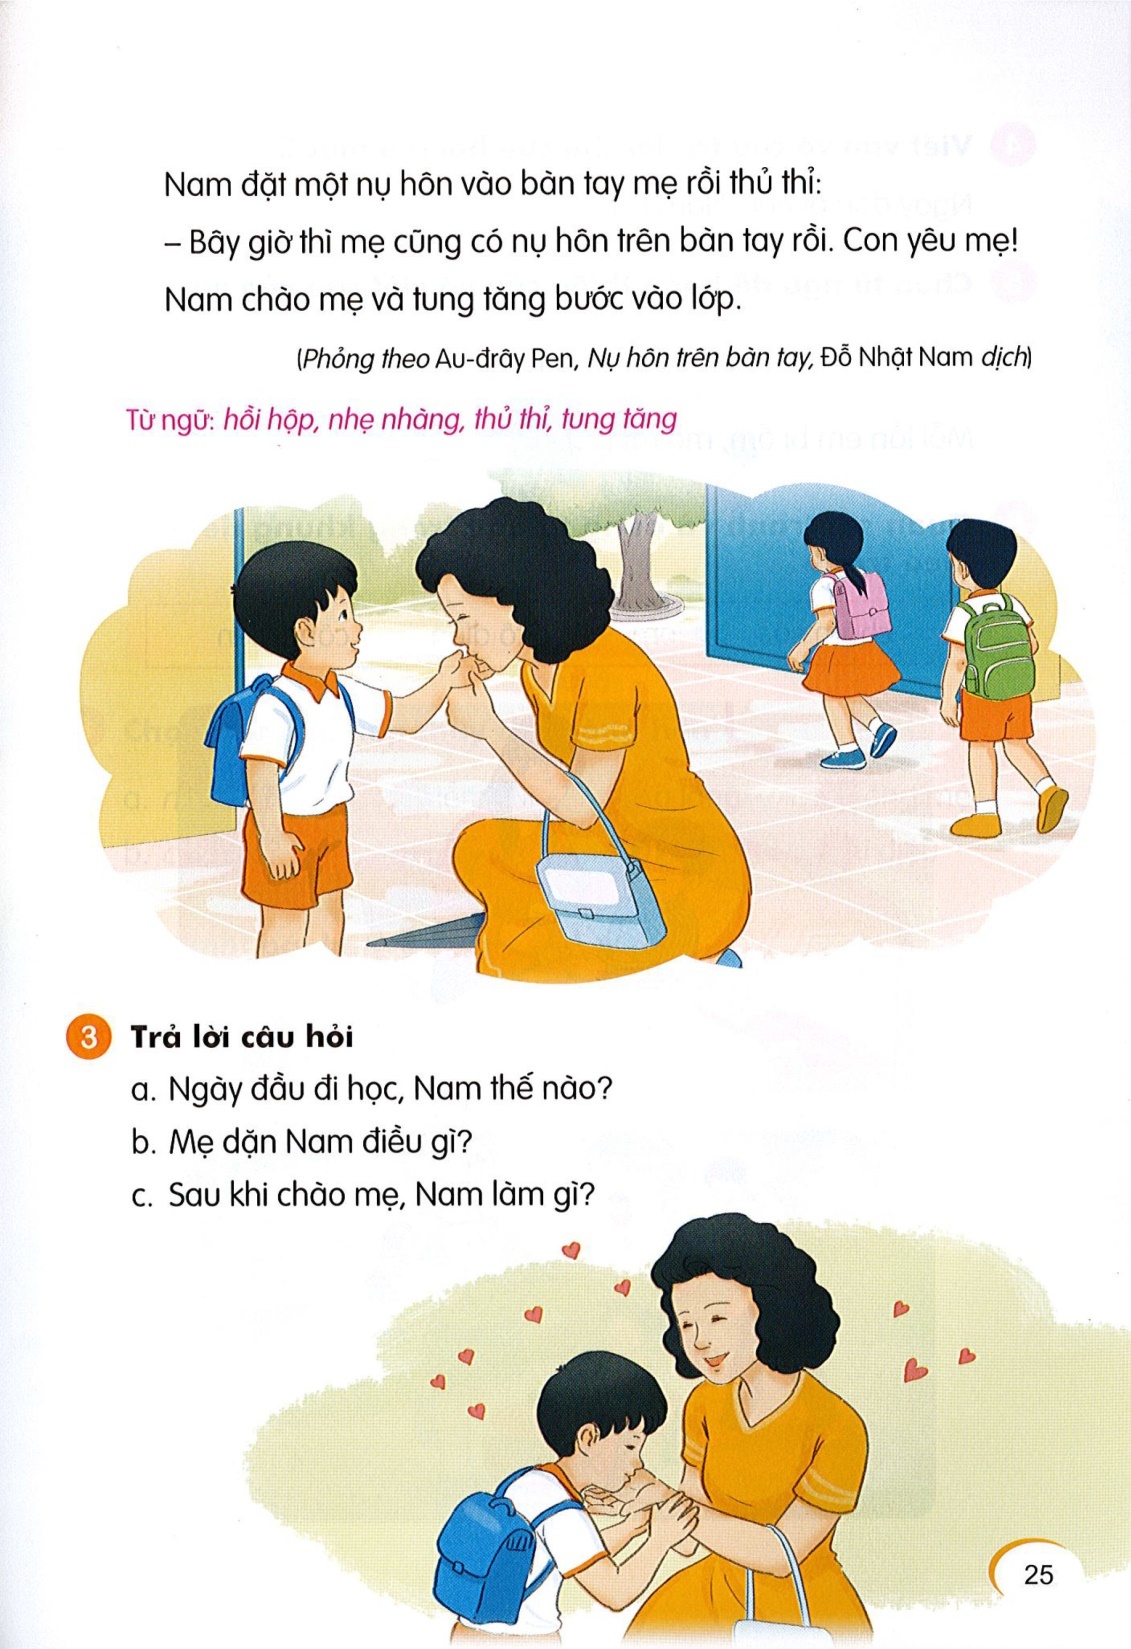 Nam đặt một nụ hôn vào bàn tay mẹ rồi thủ thỉ:
– Bây giờ thì mẹ cũng có nụ hôn trên bàn tay rồi. Con yêu mẹ!
Nam chào mẹ và tung tăng bước vào lớp.
(Phỏng theo Au-đrây Pen, Nụ hôn trên bàn tay, Đỗ Nhật Nam dịch)
Từ ngữ: hồi hộp, nhẹ nhàng, thủ thỉ, tung tăng
3 Trả lời câu hỏi
a. Ngày đầu đi học, Nam thế nào?
b. Mẹ dặn Nam điều gì?
c. Sau khi chào mẹ, Nam làm gì?
25